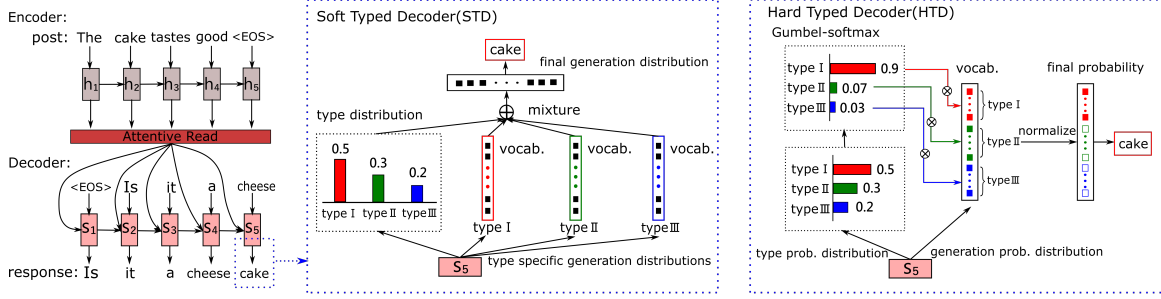 Encoder:
post: The cake tastes good <EOS>
h1 h2 h3 h4 h5
Attentive Read
Decoder:
<EOS> Is it a cheese
S1 S2 S3 S4 S5
response: Is it a cheese cake
Soft Typed Decoder(STD)
cake
final generation distribution
mixture
type distribution
0.5
0.3
0.2
type I type II type III
vocab. vocab. vocab.
type I type II type III
S5
type specific generation distributions
Hard Typed Decoder(HTD)
Gumbel-softmax
type I 0.9
type II 0.07
type III 0.03
vocab.
type I
type II
type III
normalize
final probability
cake
type I 0.5
type II 0.3
type III 0.2
type prob. distribution
generation prob. distribution
S5